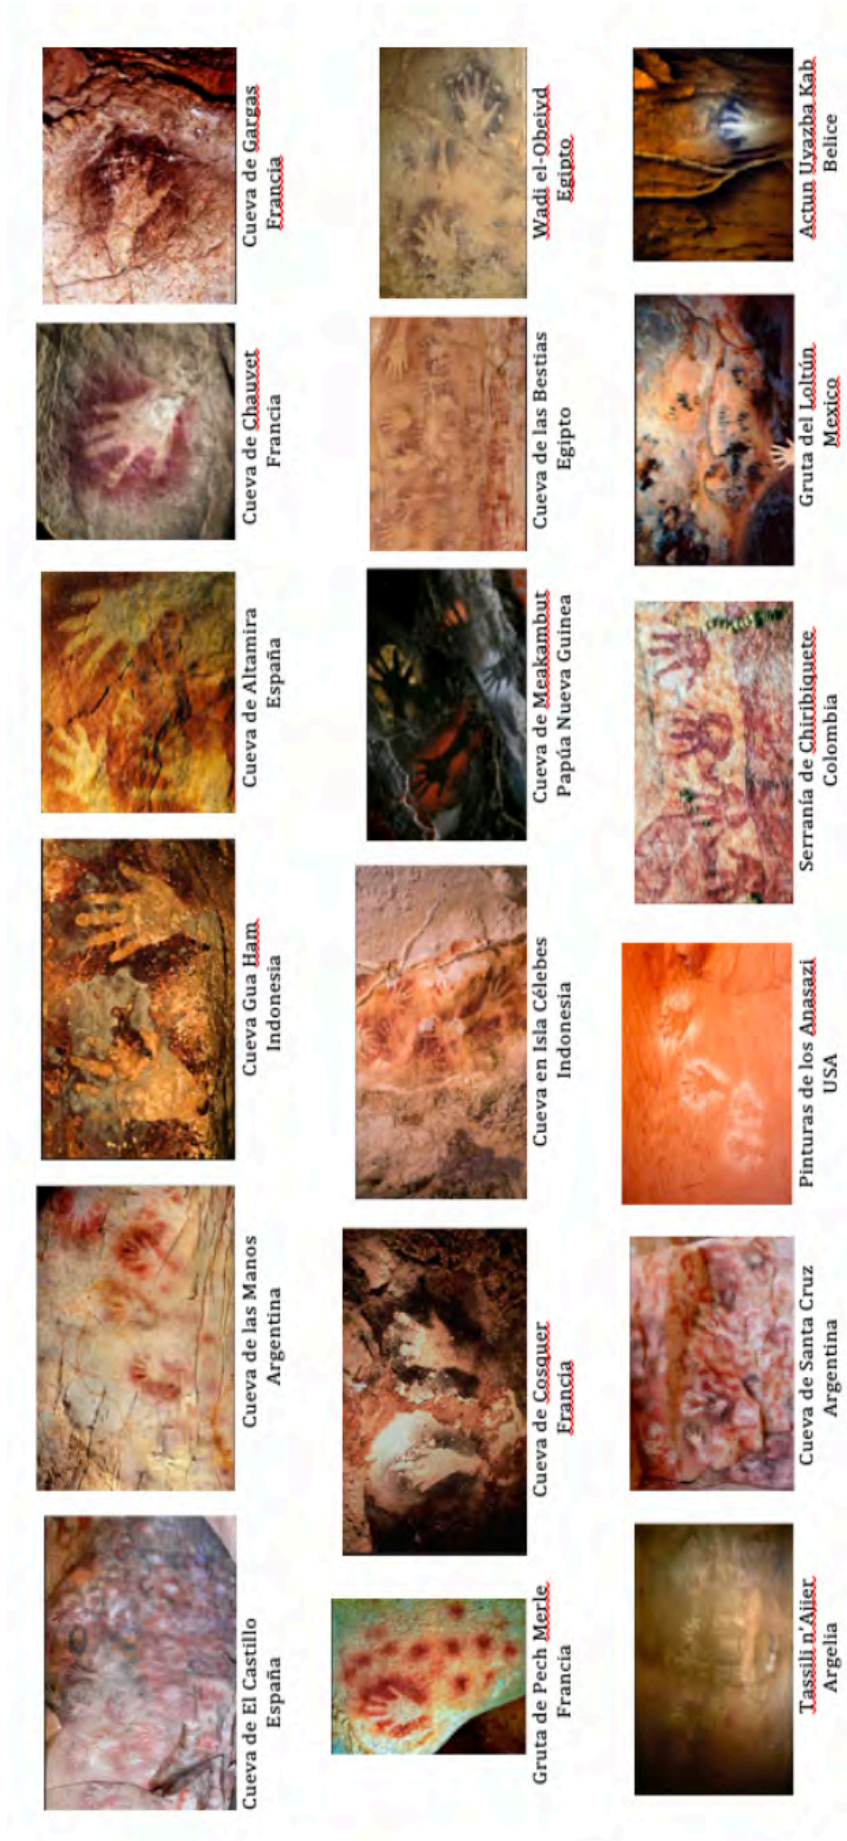 Cueva de El Castillo
España
Cueva de las Manos
Argentina
Cueva Gua Ham
Indonesia
Cueva de Altamira
España
Cueva de Chauvet
Francia
Cueva de Gargas
Francia
Gruta de Pech Merle
Francia
Cueva de Cosquer
Francia
Cueva en Isla Célebes
Indonesia
Cueva de Meakambut
Papúa Nueva Guinea
Cueva de las Bestias
Egipto
Wadi el-Obeiyd
Egipto
Tassili n'Ajjer
Argelia
Cueva de Santa Cruz
Argentina
Pinturas de los Anasazi
USA
Serranía de Chiribiquete
Colombia
Gruta del Loltún
Mexico
Actun Uyazba Kab
Belice